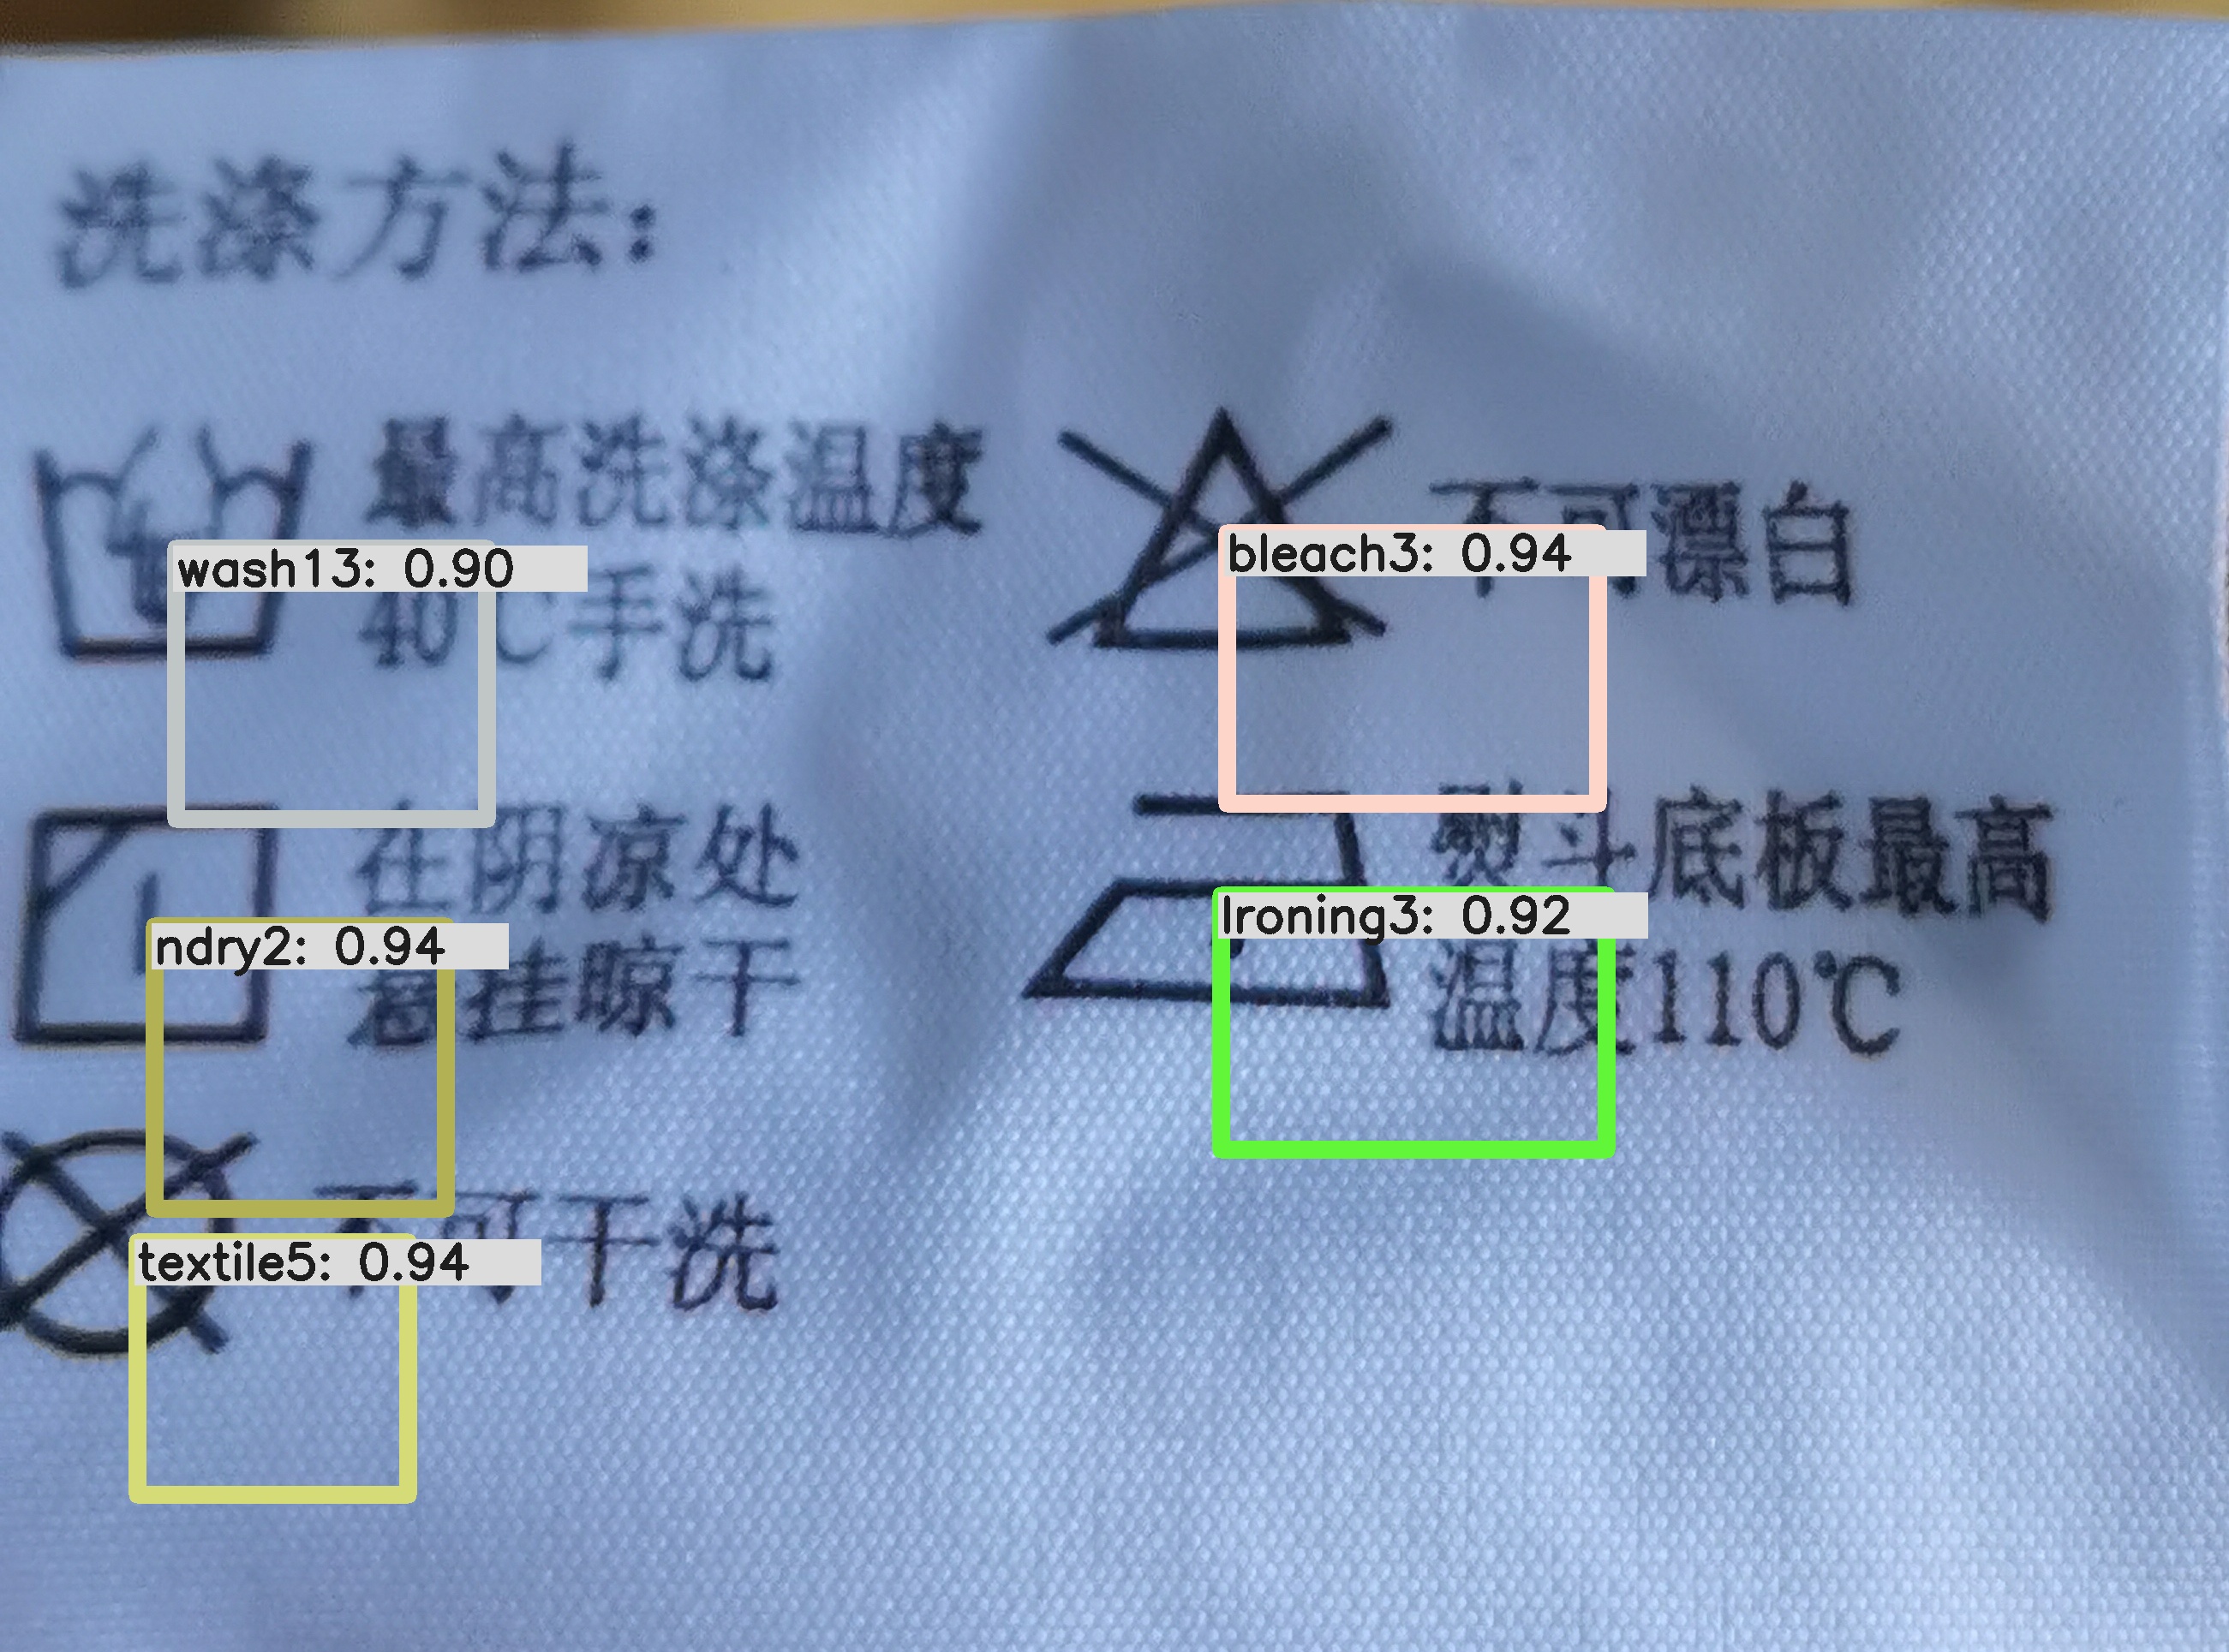 洗涤方法:
最高洗涤温度
40℃手洗
wash13: 0.90
不可漂白
bleach3: 0.94
在阴凉处
悬挂晾干
ndry2: 0.94
熨斗底板最高
温度110℃
Ironing3: 0.92
不可干洗
textile5: 0.94